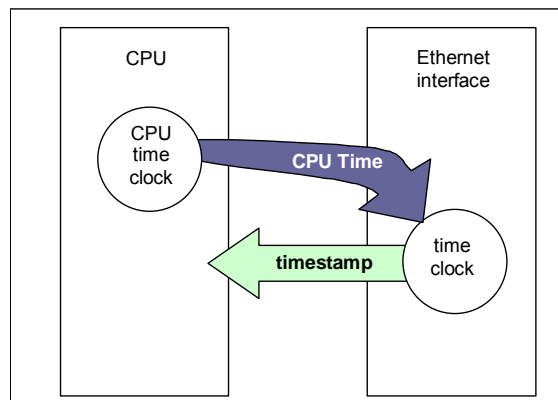 CPU
Ethernet
interface
CPU
time
clock
CPU Time
time
clock
timestamp